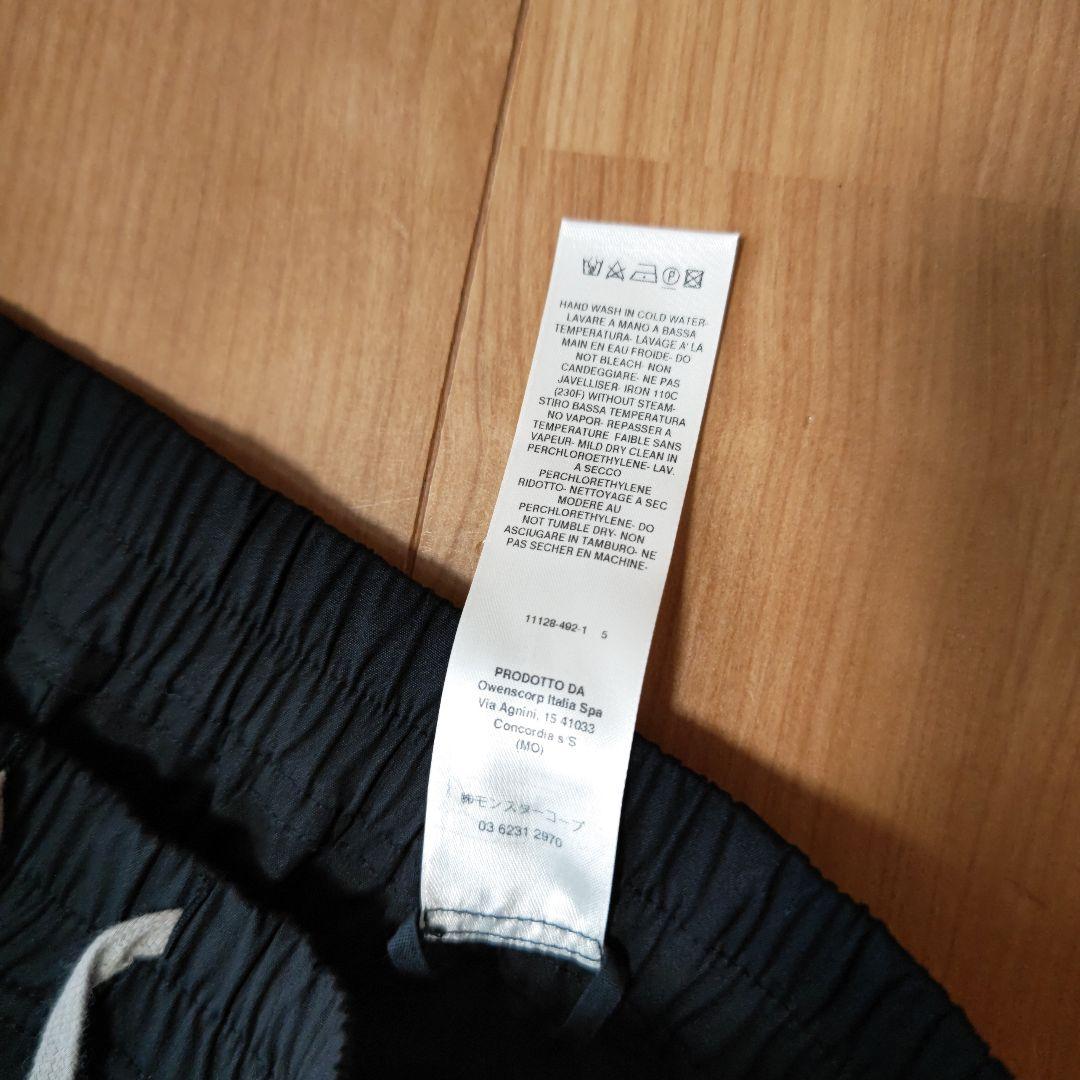 P
HAND WASH IN COLD WATER-
LAVARE A MANO A BASSA
TEMPERATURA- LAVAGE A' LA
MAIN EN EAU FROIDE- DO
NOT BLEACH- NON
CANDEGGIARE- NE PAS
JAVELLISER- IRON 110C
(230F) WITHOUT STEAM-
STIRO BASSA TEMPERATURA
NO VAPOR- REPASSER A
TEMPERATURE FAIBLE SANS
VAPEUR- MILD DRY CLEAN IN
PERCHLOROETHYLENE- LAV.
A SECCO
PERCHLORETHYLENE
RIDOTTO- NETTOYAGE A SEC
MODERE AU
PERCHLORETHYLENE- DO
NOT TUMBLE DRY- NON
ASCIUGARE IN TAMBURO- NE
PAS SECHER EN MACHINE-
11128-492-1 5
PRODOTTO DA
Owenscorp Italia Spa
Via Agnini, 15 41033
Concordia s/S
(MO)
㈱モンスターコープ
03 6231 2970